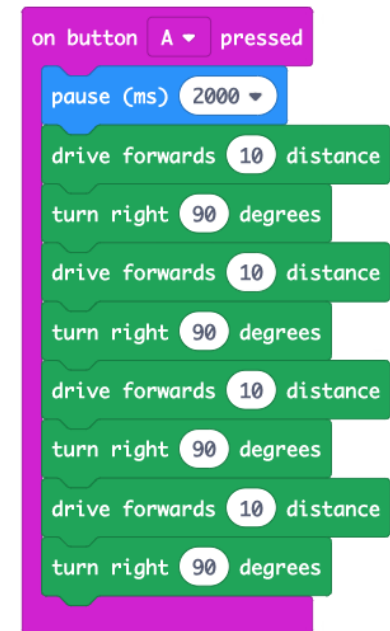 on button A pressed
pause (ms) 2000
drive forwards 10 distance
turn right 90 degrees
drive forwards 10 distance
turn right 90 degrees
drive forwards 10 distance
turn right 90 degrees
drive forwards 10 distance
turn right 90 degrees